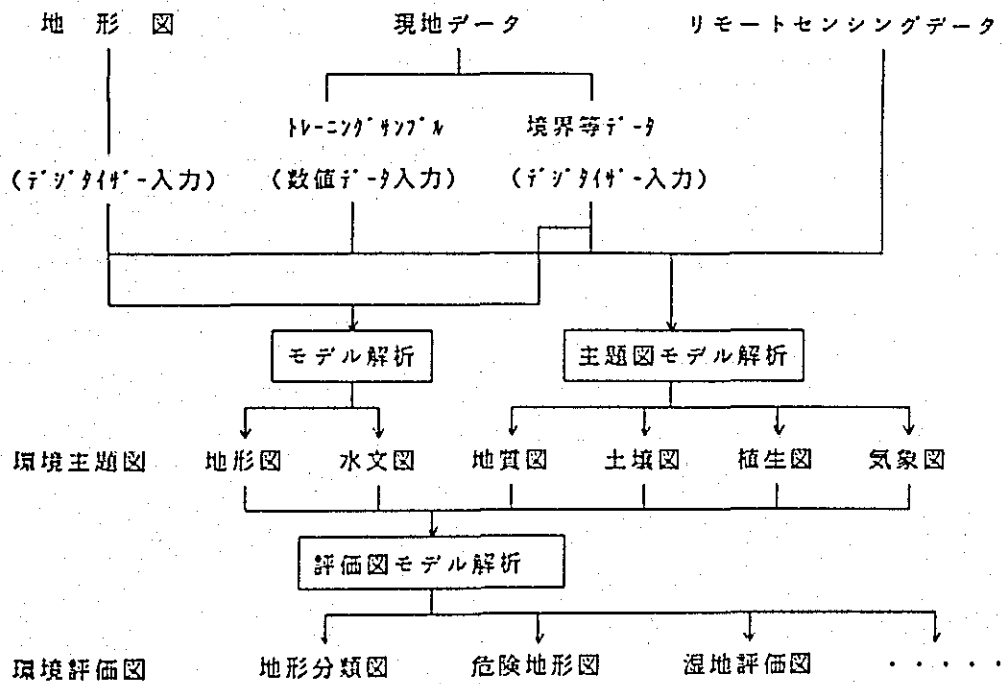 地形図 現地データ リモートセンシングデータ
トレーニングサンプル 境界等データ
(デジタイザー入力) (数値データ入力) (デジタイザー入力)
モデル解析 主題図モデル解析
環境主題図 地形図 水文図 地質図 土壌図 植生図 気象図
評価図モデル解析
環境評価図 地形分類図 危険地形図 湿地評価図 ・・・・・